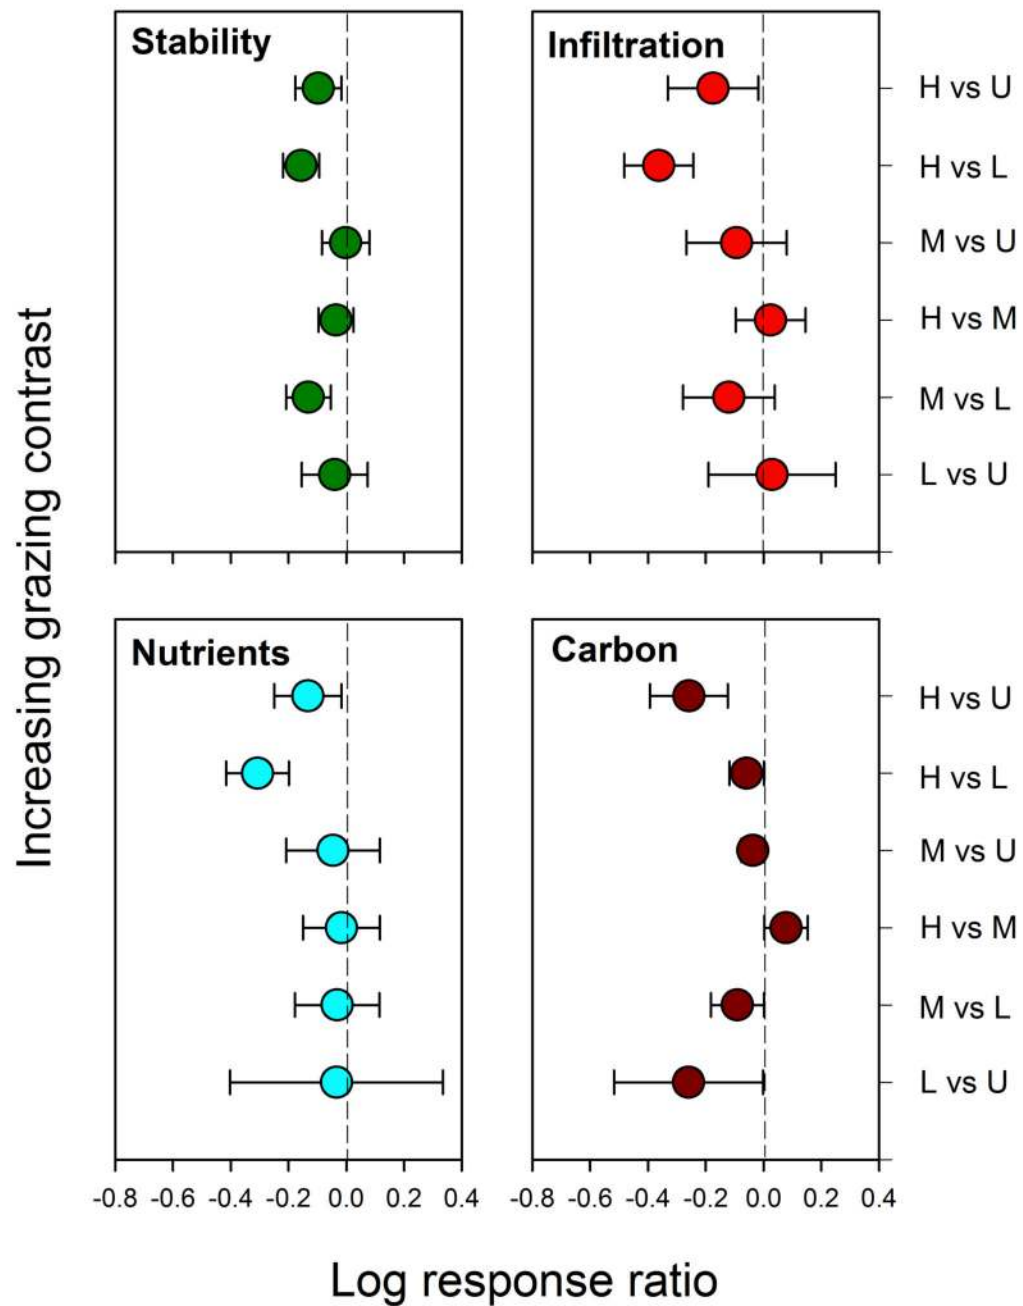 Stability
Infiltration
H vs U
H vs L
M vs U
H vs M
M vs L
L vs U
Increasing grazing contrast
Nutrients
Carbon
H vs U
H vs L
M vs U
H vs M
M vs L
L vs U
-0.8 -0.6 -0.4 -0.2 0.0 0.2 0.4
-0.8 -0.6 -0.4 -0.2 0.0 0.2 0.4
Log response ratio